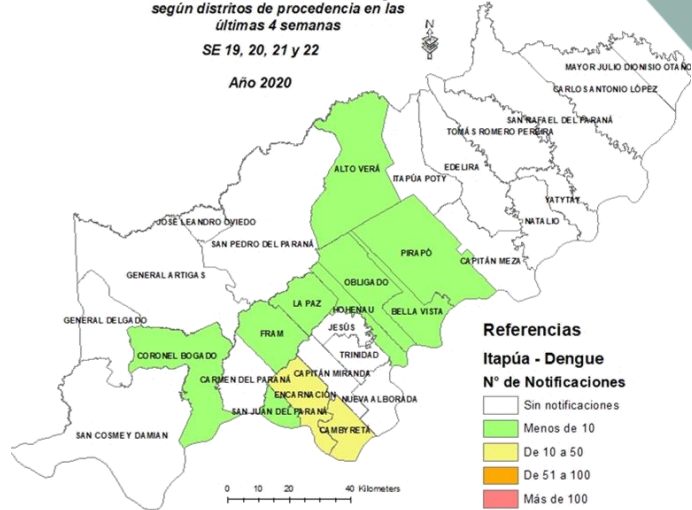 según distritos de procedencia en las
últimas 4 semanas
SE 19, 20, 21 y 22
Año 2020
N
MAYOR JULIO DIONISIO OTAÑO
CARLOS ANTONIO LÓPEZ
SAN RAFAEL DEL PARANÁ
TOMÁS ROMERO PEREIRA
EDELIRA
ALTO VERÁ
ITAPÚA POTY
YATYTAY
NATALIO
JOSÉ LEANDRO OVIEDO
SAN PEDRO DEL PARANÁ
PIRAPÒ
CAPITÁN MEZA
GENERAL ARTIGAS
OBLIGADO
LA PAZ
HOHENAU
BELLA VISTA
GENERAL DELGADO
JESÚS
FRAM
CORONEL BOGADO
TRINIDAD
CARMEN DEL PARANÁ
CAPITÁN MIRANDA
ENCARNACIÓN
NUEVA ALBORADA
SAN JUAN DEL PARANÁ
CAMBYRETÁ
SAN COSME Y DAMIAN
0 20 40 Kilometers
Referencias
Itapúa - Dengue
N° de Notificaciones
Sin notificaciones
Menos de 10
De 10 a 50
De 51 a 100
Más de 100